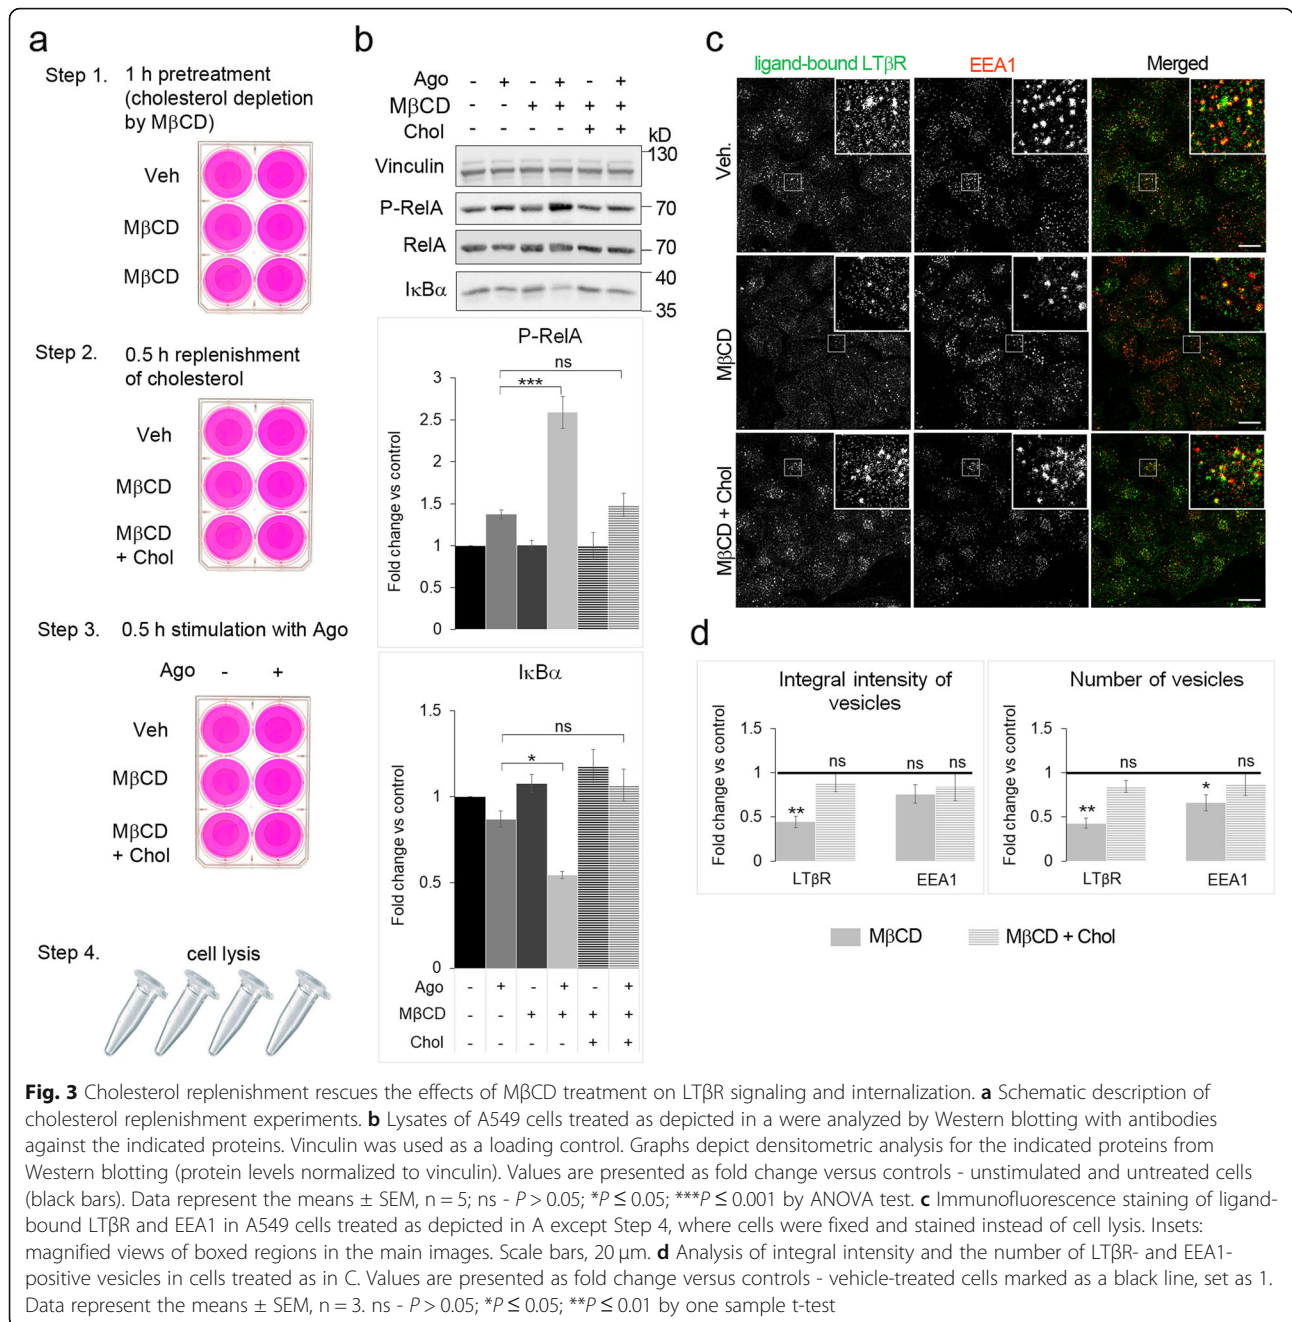 a
Step 1. 1 h pretreatment
(cholesterol depletion
by MβCD)
Veh
MβCD
MβCD
Step 2. 0.5 h replenishment
of cholesterol
Veh
MβCD
MβCD
+ Chol
Step 3. 0.5 h stimulation with Ago
Ago - +
Veh
MβCD
MβCD
+ Chol
Step 4. cell lysis
b
Ago - + - + - +
MβCD - - + + + +
Chol - - - - + +
kD
Vinculin 130
P-RelA 70
RelA 70
IκBα 40
35
P-RelA
Fold change vs control
3
2.5
2
1.5
1
0.5
0
***
ns
IκBα
Fold change vs control
1.5
1
0.5
0
*
ns
Ago - + - + - +
MβCD - - + + + +
Chol - - - - + +
c
ligand-bound LTβR EEA1 Merged
Veh.
MβCD
MβCD + Chol
d
Integral intensity of
vesicles
Fold change vs control
1.5
1
0.5
0
** ns ns ns
LTβR EEA1
Number of vesicles
Fold change vs control
1.5
1
0.5
0
** ns * ns
LTβR EEA1
MβCD MβCD + Chol
Fig. 3 Cholesterol replenishment rescues the effects of MβCD treatment on LTβR signaling and internalization. a Schematic description of
cholesterol replenishment experiments. b Lysates of A549 cells treated as depicted in a were analyzed by Western blotting with antibodies
against the indicated proteins. Vinculin was used as a loading control. Graphs depict densitometric analysis for the indicated proteins from
Western blotting (protein levels normalized to vinculin). Values are presented as fold change versus controls - unstimulated and untreated cells
(black bars). Data represent the means ± SEM, n = 5; ns - P > 0.05; *P ≤ 0.05; ***P ≤ 0.001 by ANOVA test. c Immunofluorescence staining of ligand-
bound LTβR and EEA1 in A549 cells treated as depicted in A except Step 4, where cells were fixed and stained instead of cell lysis. Insets:
magnified views of boxed regions in the main images. Scale bars, 20 μm. d Analysis of integral intensity and the number of LTβR- and EEA1-
positive vesicles in cells treated as in C. Values are presented as fold change versus controls - vehicle-treated cells marked as a black line, set as 1.
Data represent the means ± SEM, n = 3. ns - P > 0.05; *P ≤ 0.05; **P ≤ 0.01 by one sample t-test